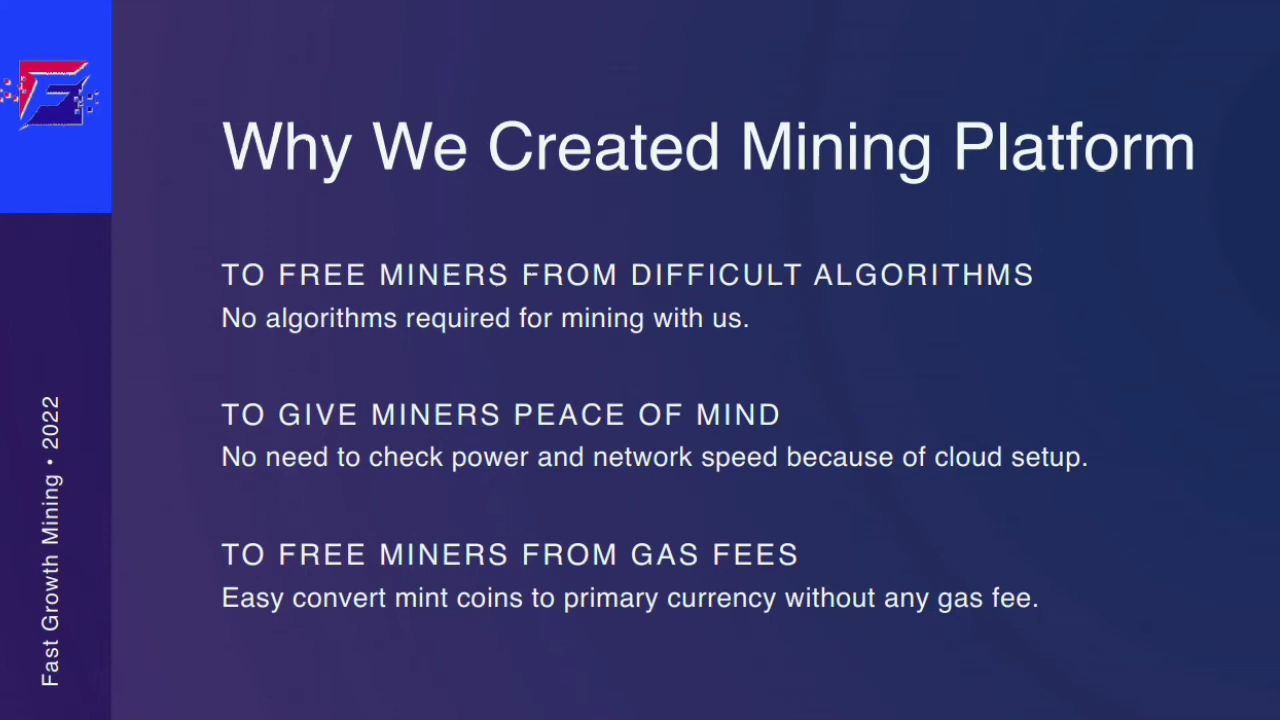 Why We Created Mining Platform
TO FREE MINERS FROM DIFFICULT ALGORITHMS
No algorithms required for mining with us.
TO GIVE MINERS PEACE OF MIND
No need to check power and network speed because of cloud setup.
TO FREE MINERS FROM GAS FEES
Easy convert mint coins to primary currency without any gas fee.
Fast Growth Mining • 2022